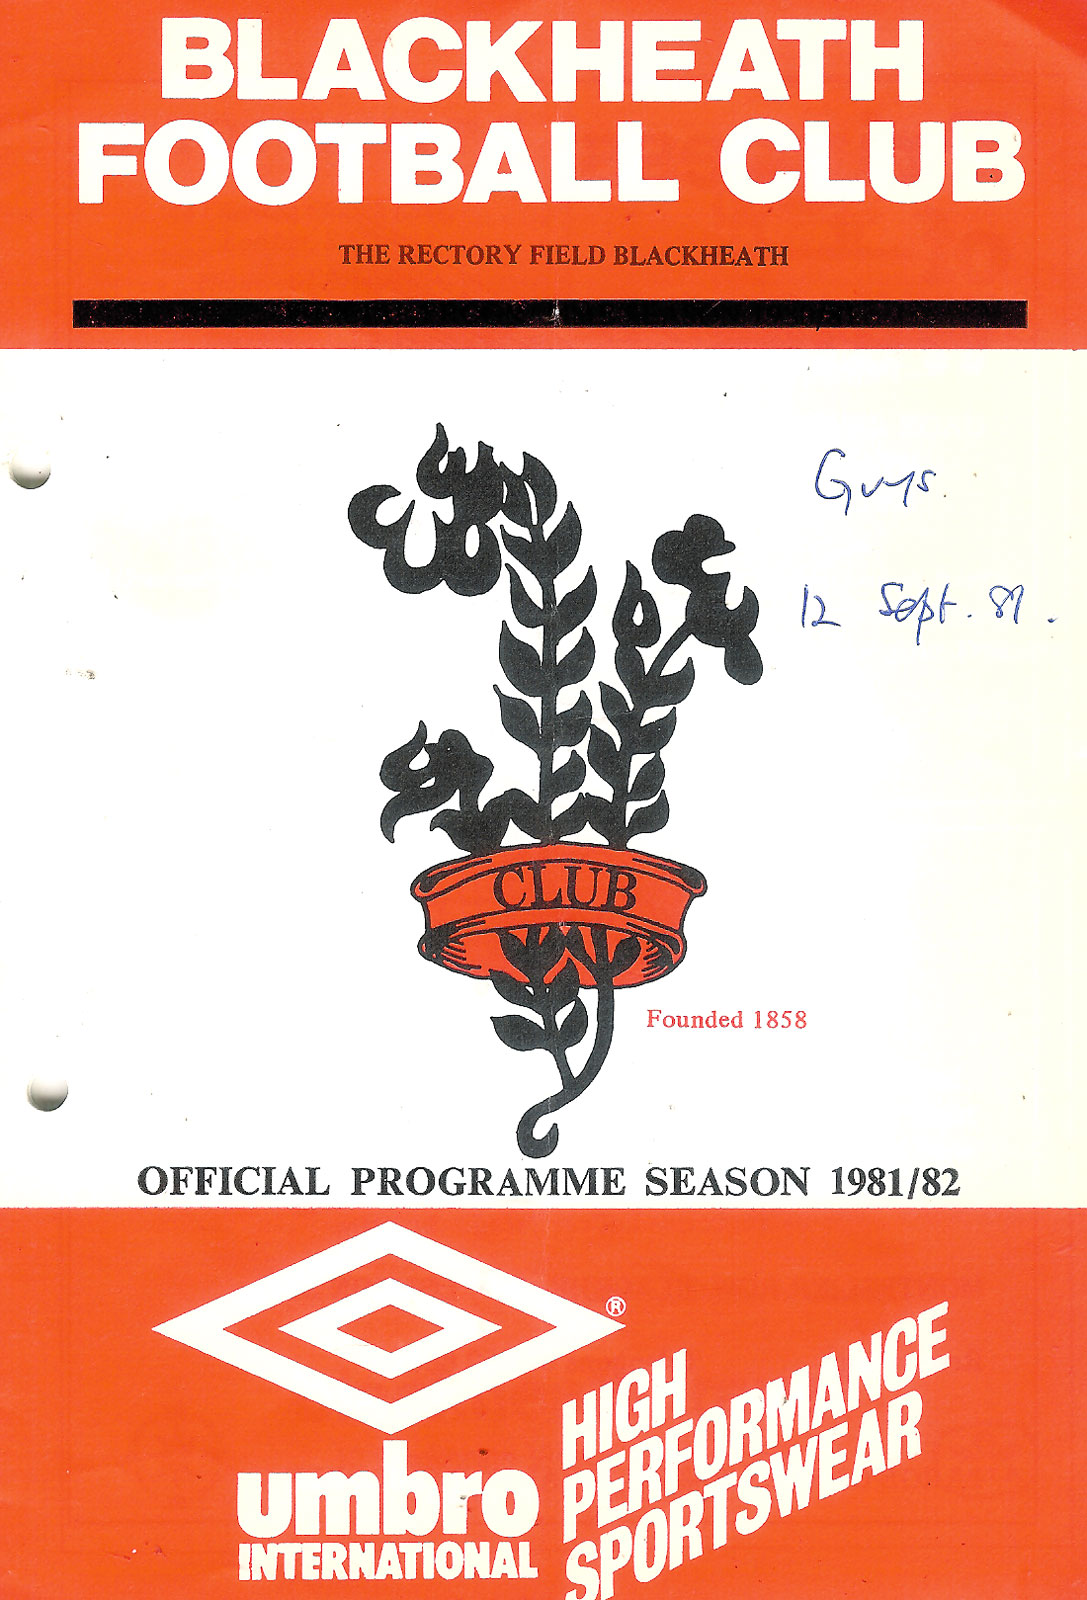 BLACKHEATH
FOOTBALL CLUB
THE RECTORY FIELD BLACKHEATH
Guys.
12 Sept. 81.
CLUB
Founded 1858
OFFICIAL PROGRAMME SEASON 1981/82
®
umbro
INTERNATIONAL
HIGH
PERFORMANCE
SPORTSWEAR